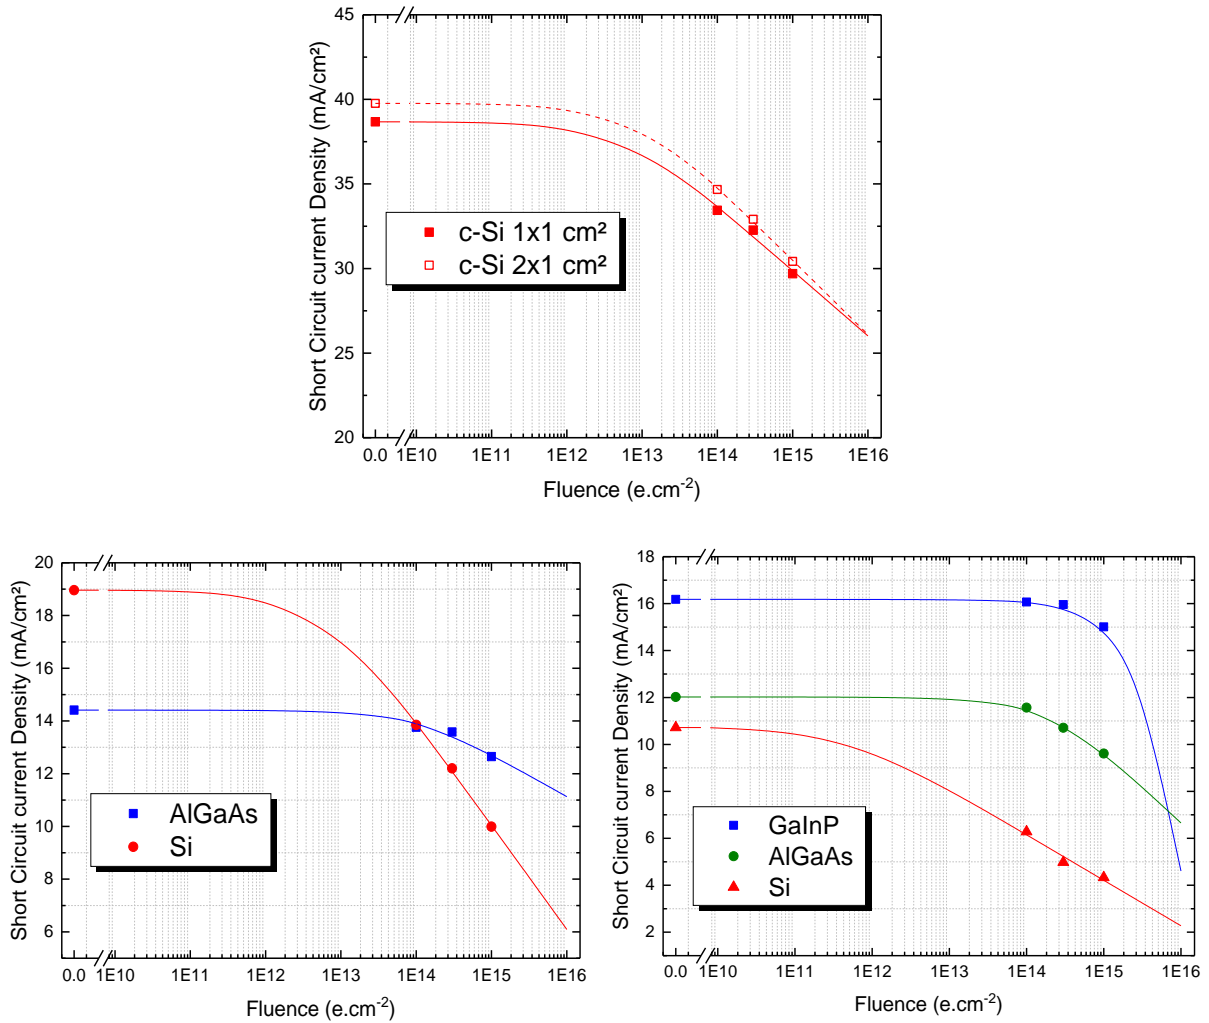 45
40
35
30
25
20
Short Circuit current Density (mA/cm²)
c-Si 1x1 cm²
c-Si 2x1 cm²
0.0 1E10 1E11 1E12 1E13 1E14 1E15 1E16
Fluence (e.cm-2)
20
18
16
14
12
10
8
6
Short Circuit current Density (mA/cm²)
AlGaAs
Si
0.0 1E10 1E11 1E12 1E13 1E14 1E15 1E16
Fluence (e.cm-2)
18
16
14
12
10
8
6
4
2
Short Circuit current Density (mA/cm²)
GaInP
AlGaAs
Si
0.0 1E10 1E11 1E12 1E13 1E14 1E15 1E16
Fluence (e.cm-2)